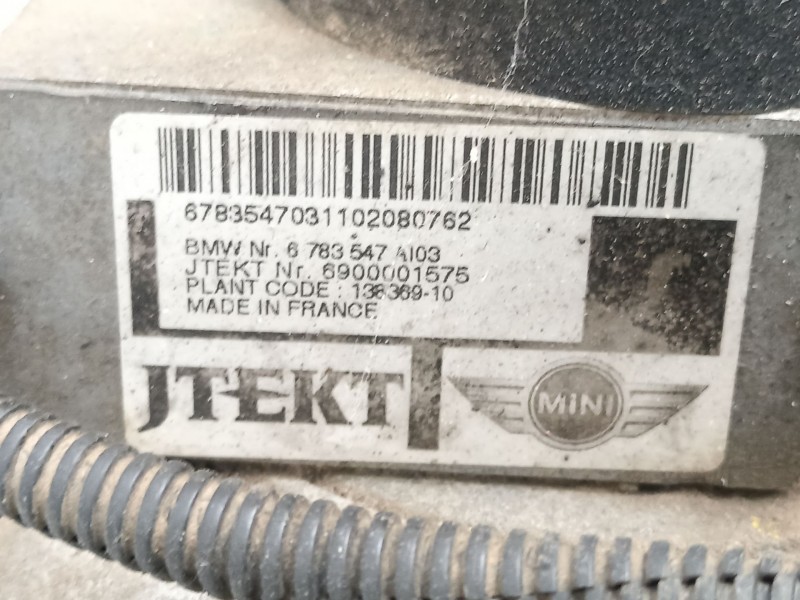 6783547031102080762
BMW Nr. 6 783 547 AI03
JTEKT Nr. 6900001575
PLANT CODE : 138369-10
MADE IN FRANCE
JTEKT
MINI